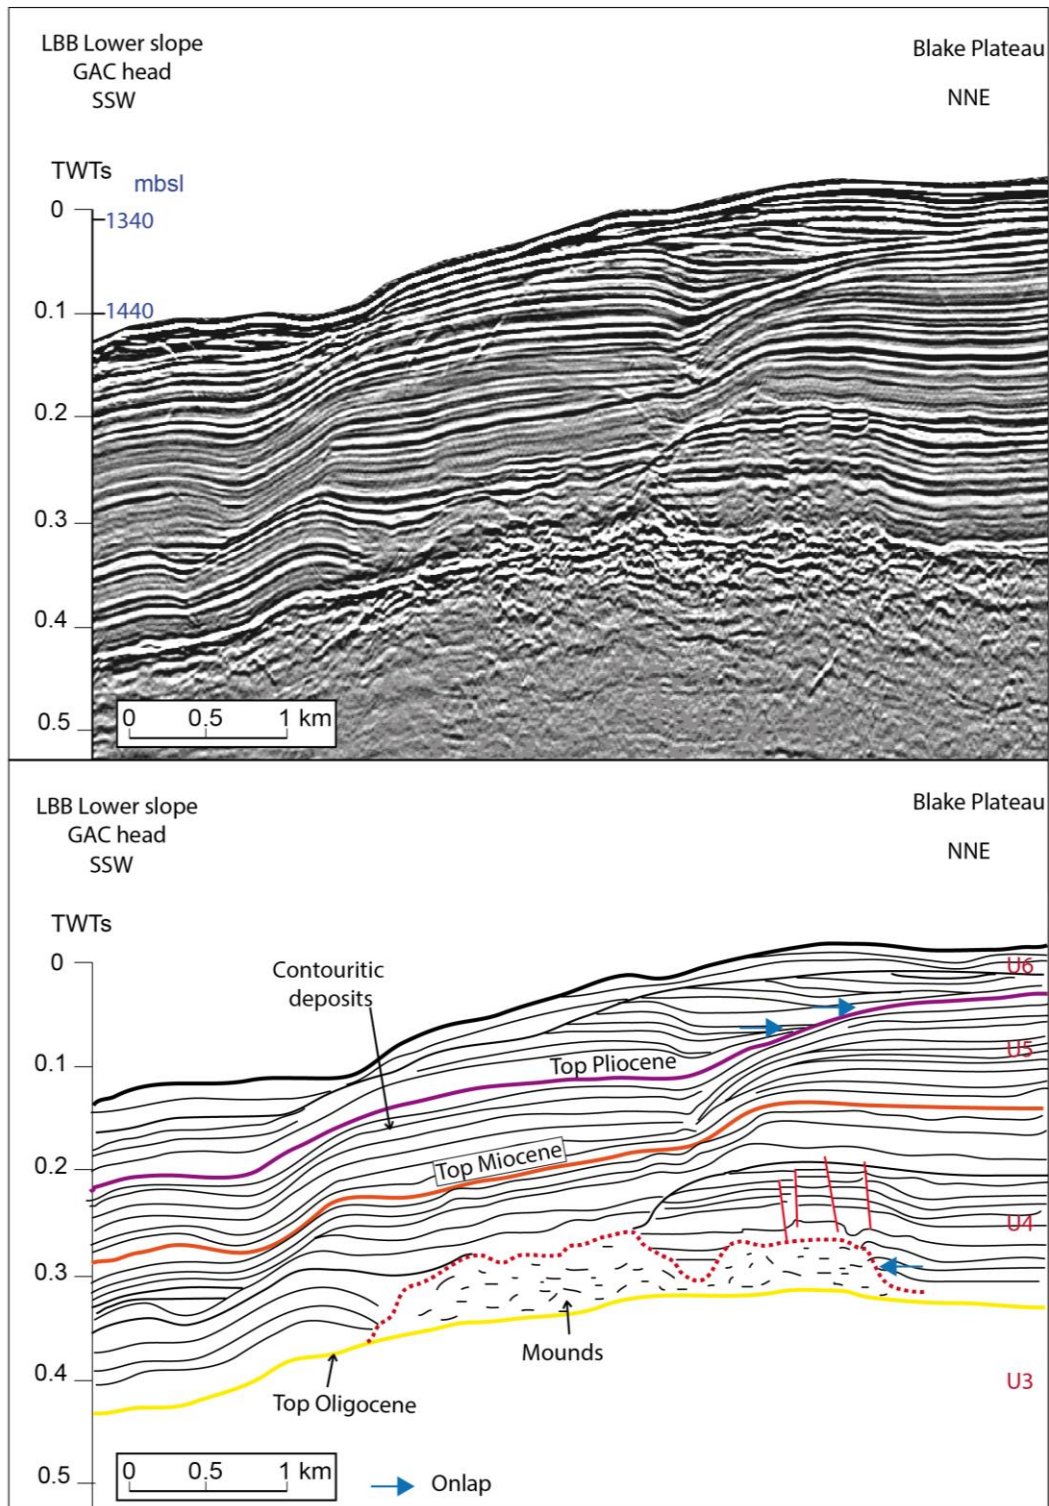 LBB Lower slope
GAC head
SSW
Blake Plateau
NNE
TWTs
mbsl
0
1340
0.1
1440
0.2
0.3
0.4
0.5
0 0.5 1 km
LBB Lower slope
GAC head
SSW
Blake Plateau
NNE
TWTs
0
Contouritic
deposits
U6
0.1
Top Pliocene
U5
0.2
Top Miocene
U4
0.3
Mounds
0.4
U3
Top Oligocene
0.5
0 0.5 1 km
Onlap